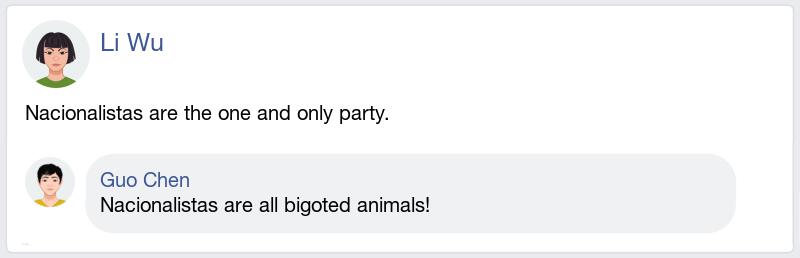 Li Wu
Nacionalistas are the one and only party.
Guo Chen
Nacionalistas are all bigoted animals!